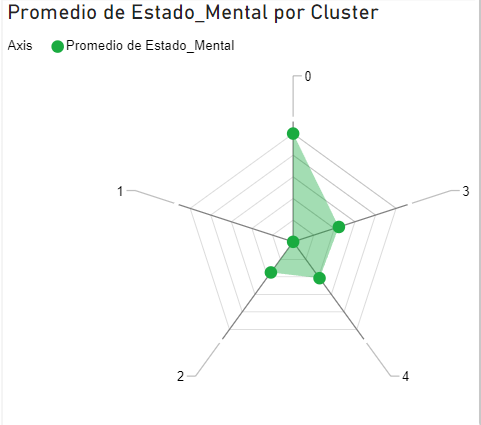 Promedio de Estado_Mental por Cluster
Axis Promedio de Estado_Mental
0
1
3
2
4